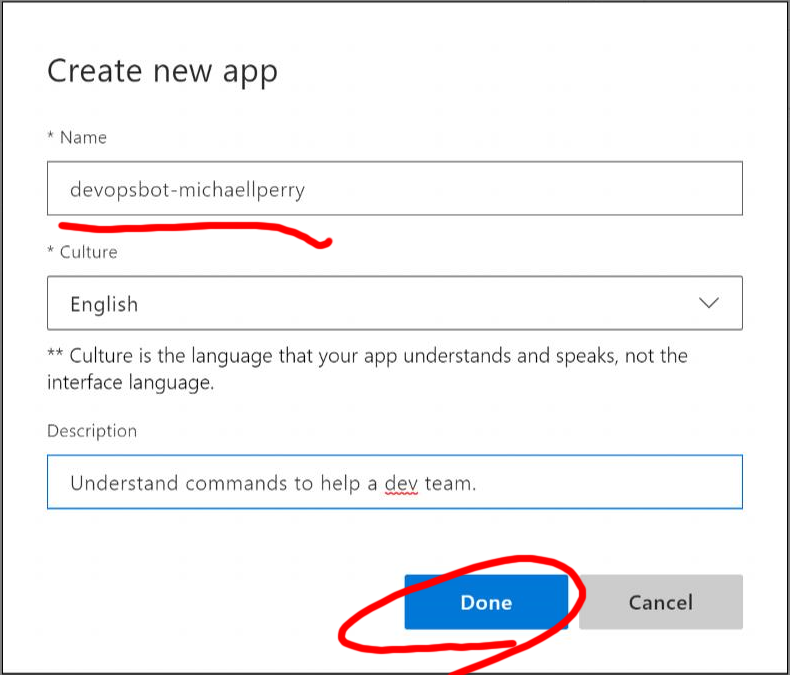 Create new app
* Name
devopsbot-michaellperry
* Culture
English
** Culture is the language that your app understands and speaks, not the
interface language.
Description
Understand commands to help a dev team.
Done
Cancel